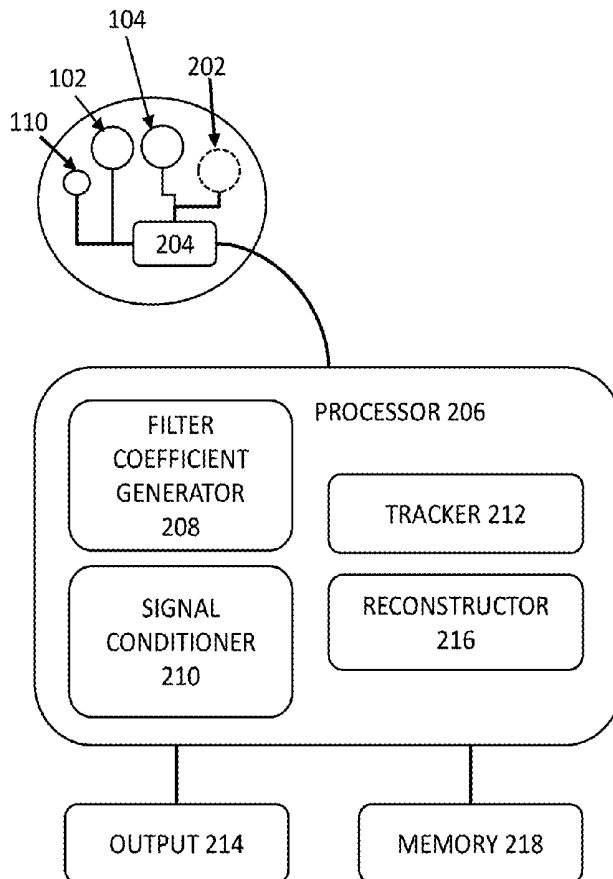 104
102
202
110
204
PROCESSOR 206
FILTER
COEFFICIENT
GENERATOR
208
TRACKER 212
SIGNAL
CONDITIONER
210
RECONSTRUCTOR
216
OUTPUT 214
MEMORY 218